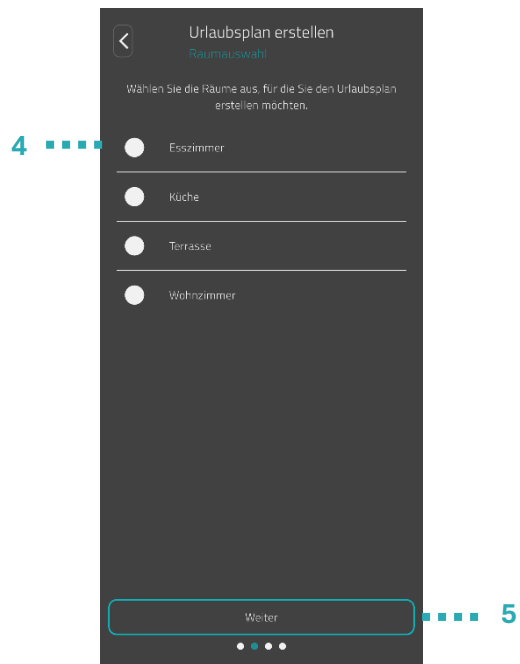 Urlaubsplan erstellen
Raumauswahl
Wählen Sie die Räume aus, für die Sie den Urlaubsplan
erstellen möchten.
4
Esszimmer
Küche
Terrasse
Wohnzimmer
Weiter
5